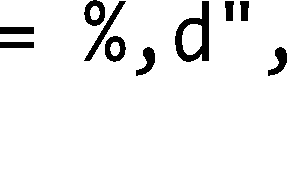 = %,d",